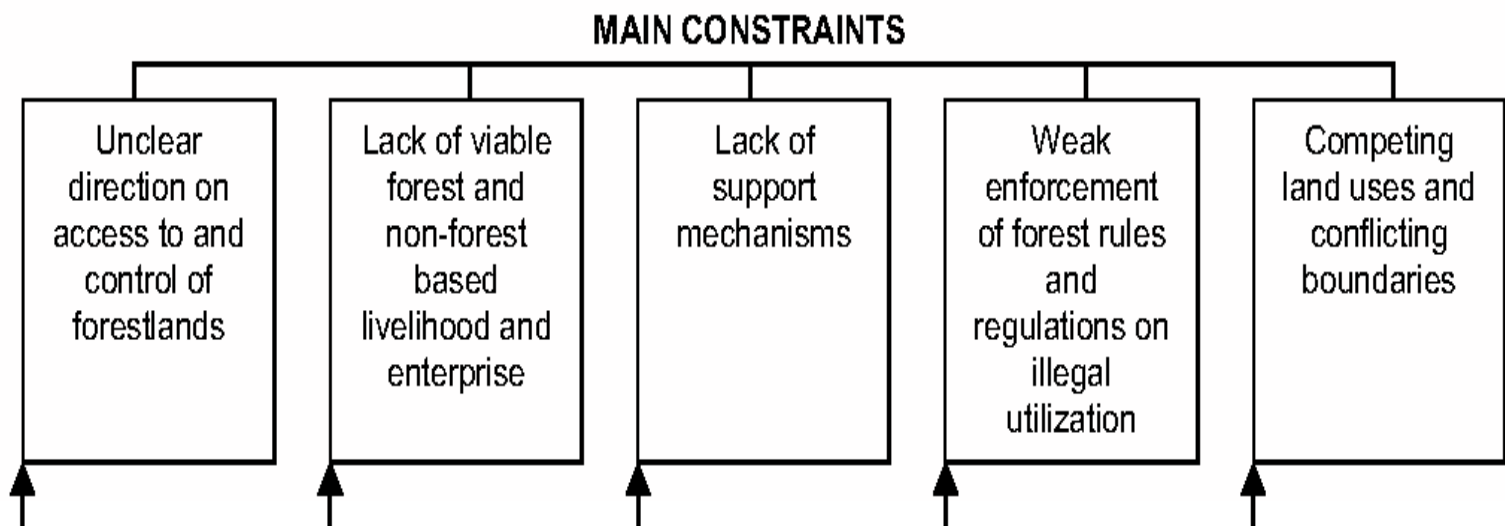 MAIN CONSTRAINTS
Unclear
direction on
access to and
control of
forestlands
Lack of viable
forest and
non-forest
based
livelihood and
enterprise
Lack of
support
mechanisms
Weak
enforcement
of forest rules
and
regulations on
illegal
utilization
Competing
land uses and
conflicting
boundaries